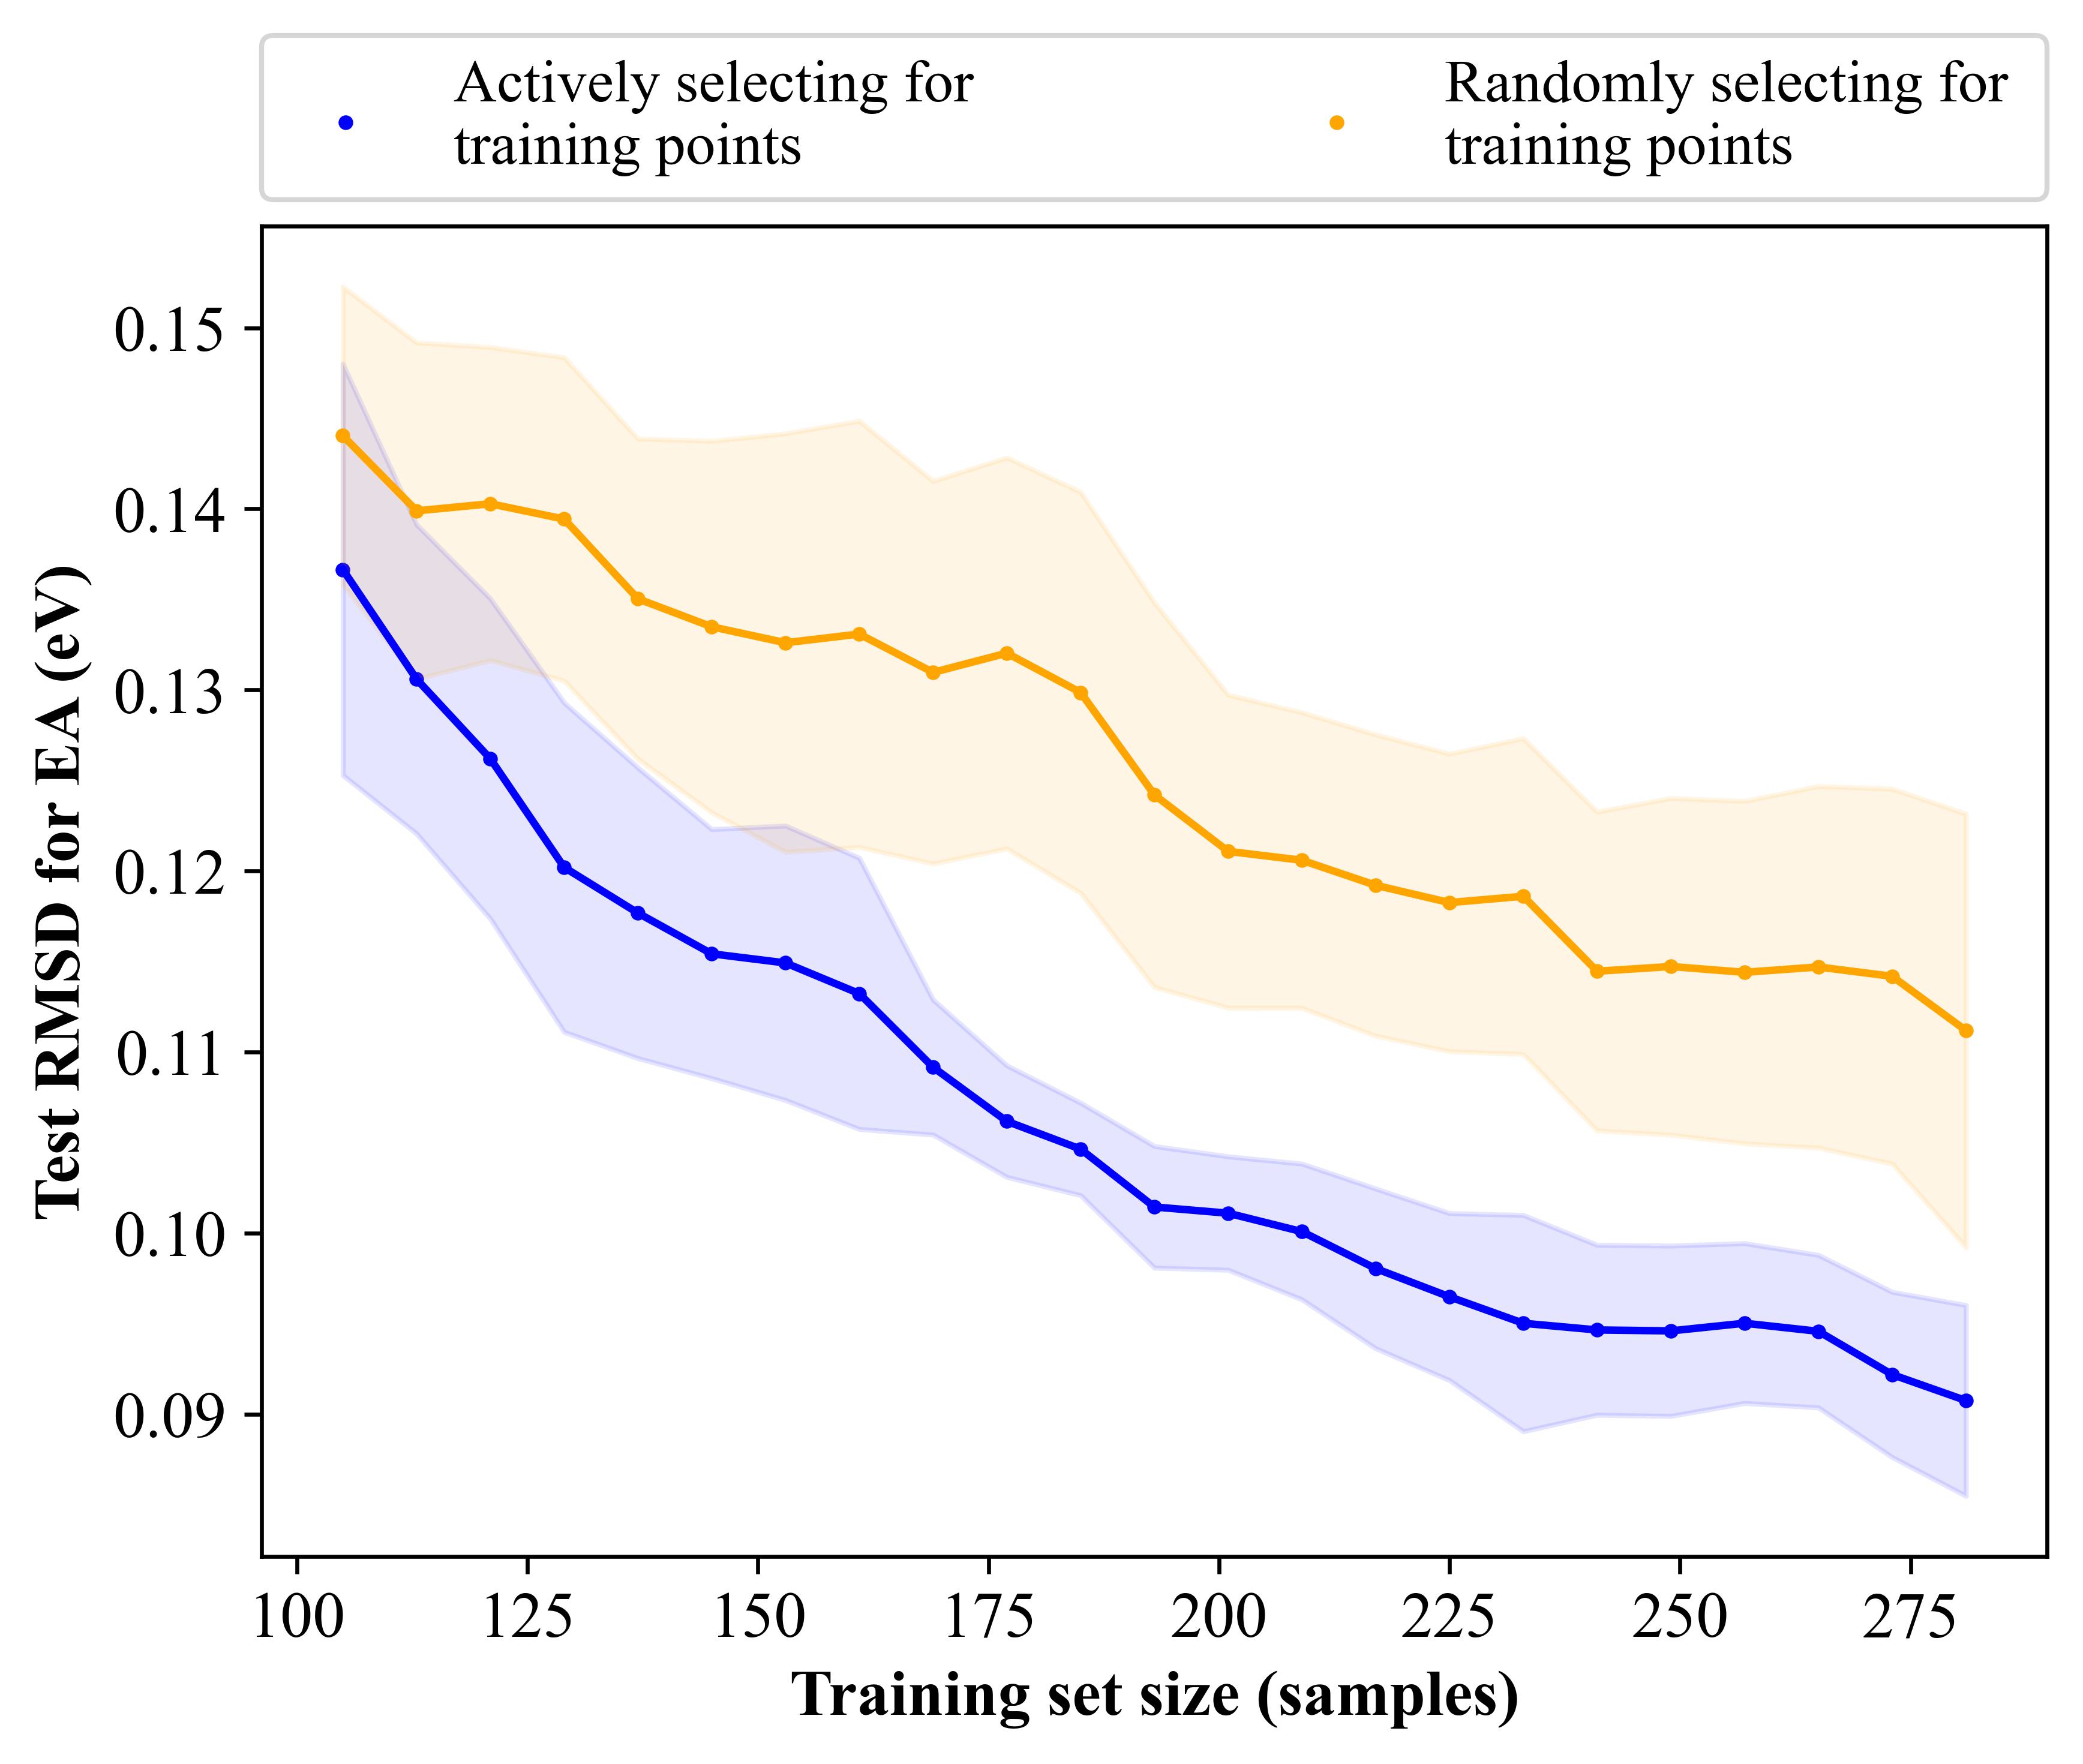 Actively selecting for
training points
Randomly selecting for
training points
Test RMSD for EA (eV)
0.15
0.14
0.13
0.12
0.11
0.10
0.09
100 125 150 175 200 225 250 275
Training set size (samples)